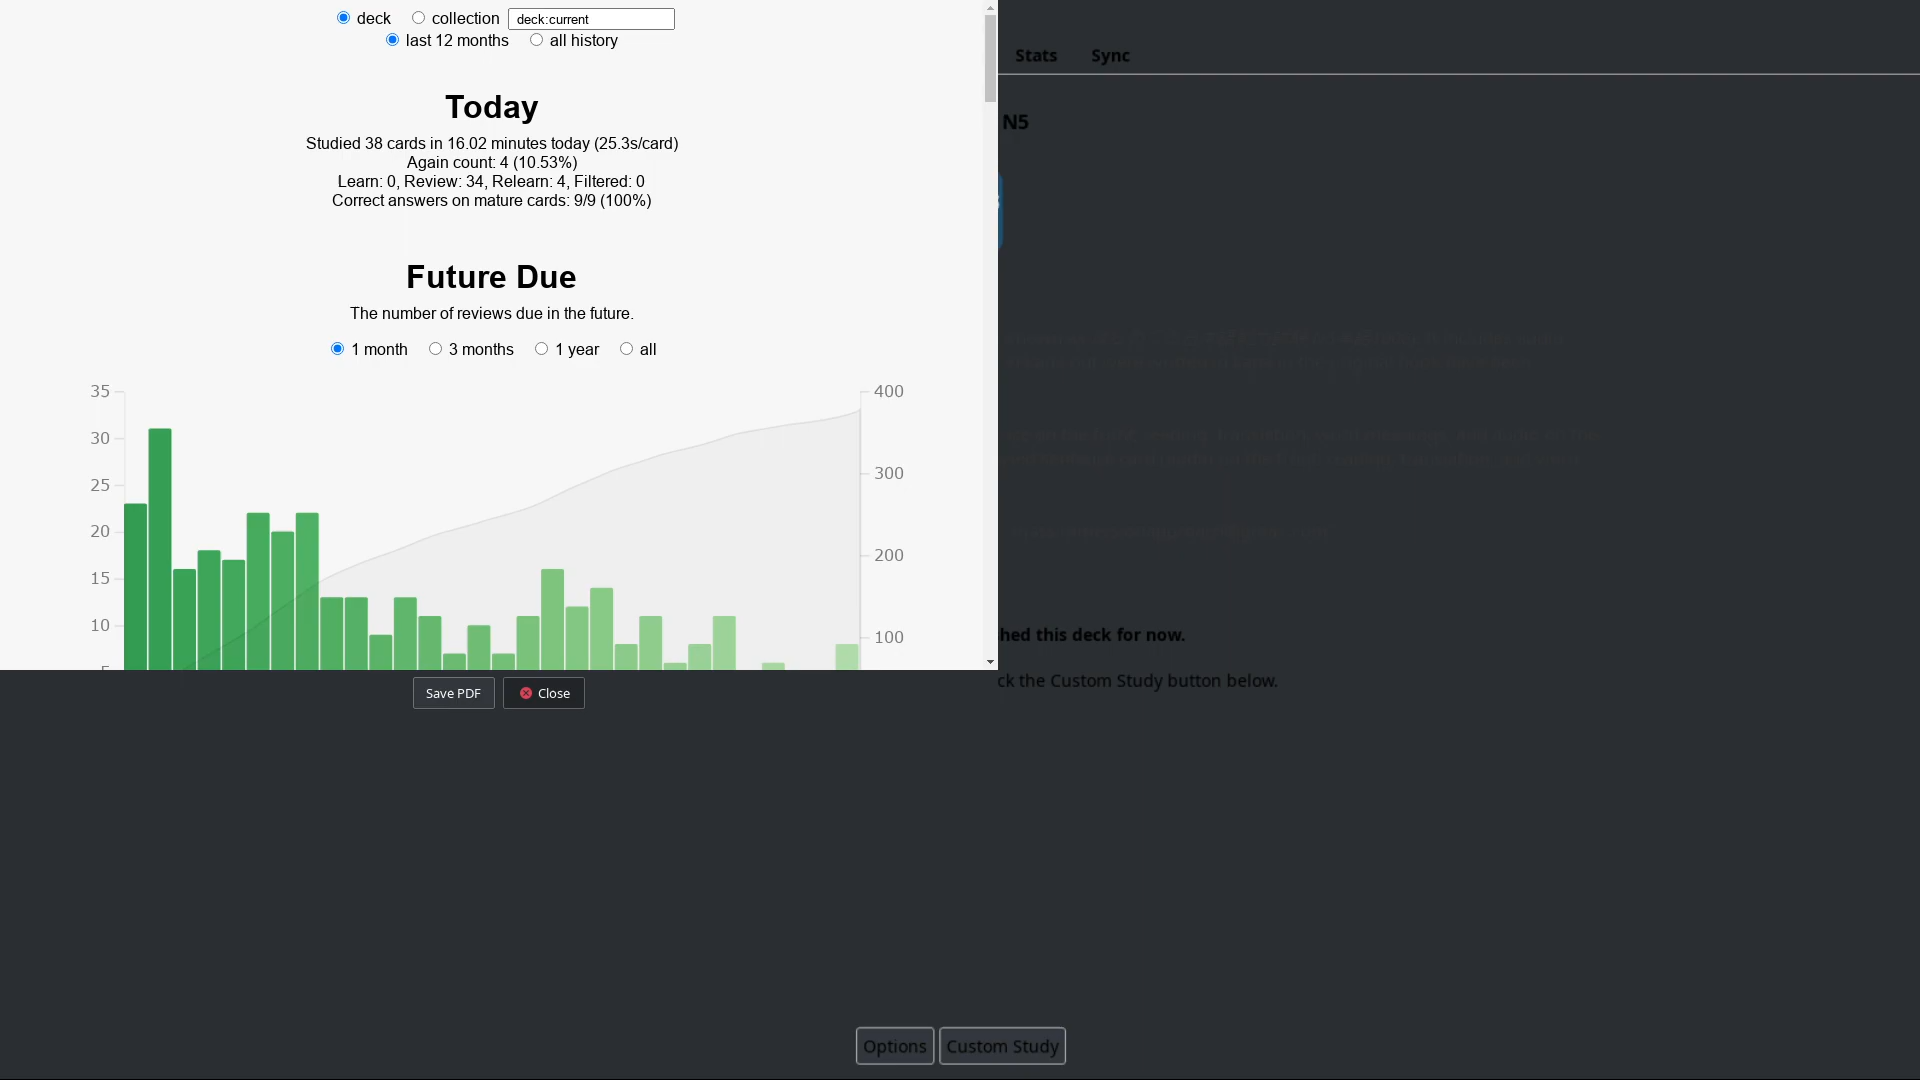 deck collection deck:current
last 12 months all history
Stats Sync
Today
N5
Studied 38 cards in 16.02 minutes today (25.3s/card)
Again count: 4 (10.53%)
Learn: 0, Review: 34, Relearn: 4, Filtered: 0
Correct answers on mature cards: 9/9 (100%)
Future Due
The number of reviews due in the future.
1 month 3 months 1 year all
35 400
30
25 300
20
200
15
10 100
5
hed this deck for now.
ck the Custom Study button below.
Save PDF Close
Options Custom Study